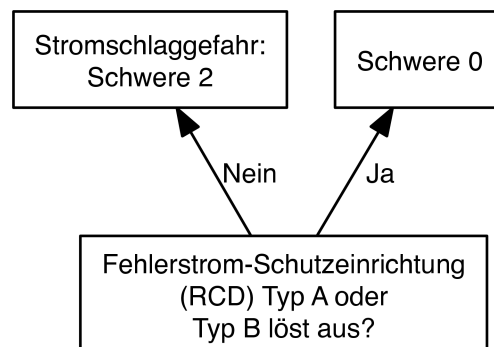 Stromschlaggefahr:
Schwere 2
Schwere 0
Nein
Ja
Fehlerstrom-Schutzeinrichtung
(RCD) Typ A oder
Typ B löst aus?